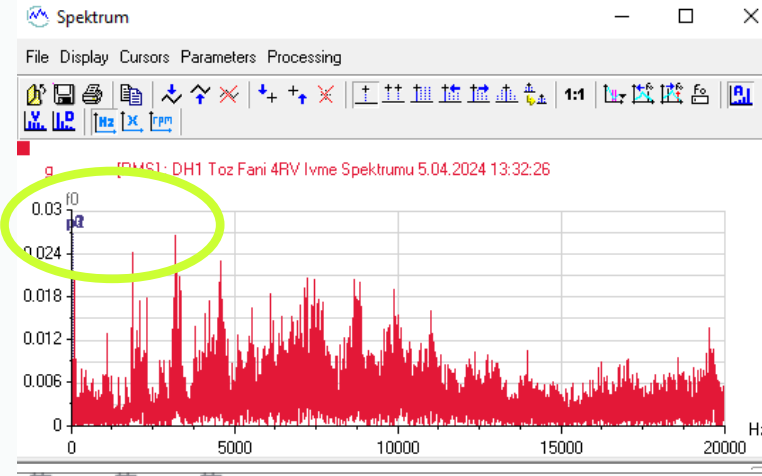 Spektrum
File Display Cursors Parameters Processing
1:1
Hz X rpm
g [RMS]: DH1 Toz Fani 4RV Ivme Spektrumu 5.04.2024 13:32:26
f0
0.03
0.024
0.018
0.012
0.006
0
0 5000 10000 15000 20000
Hz